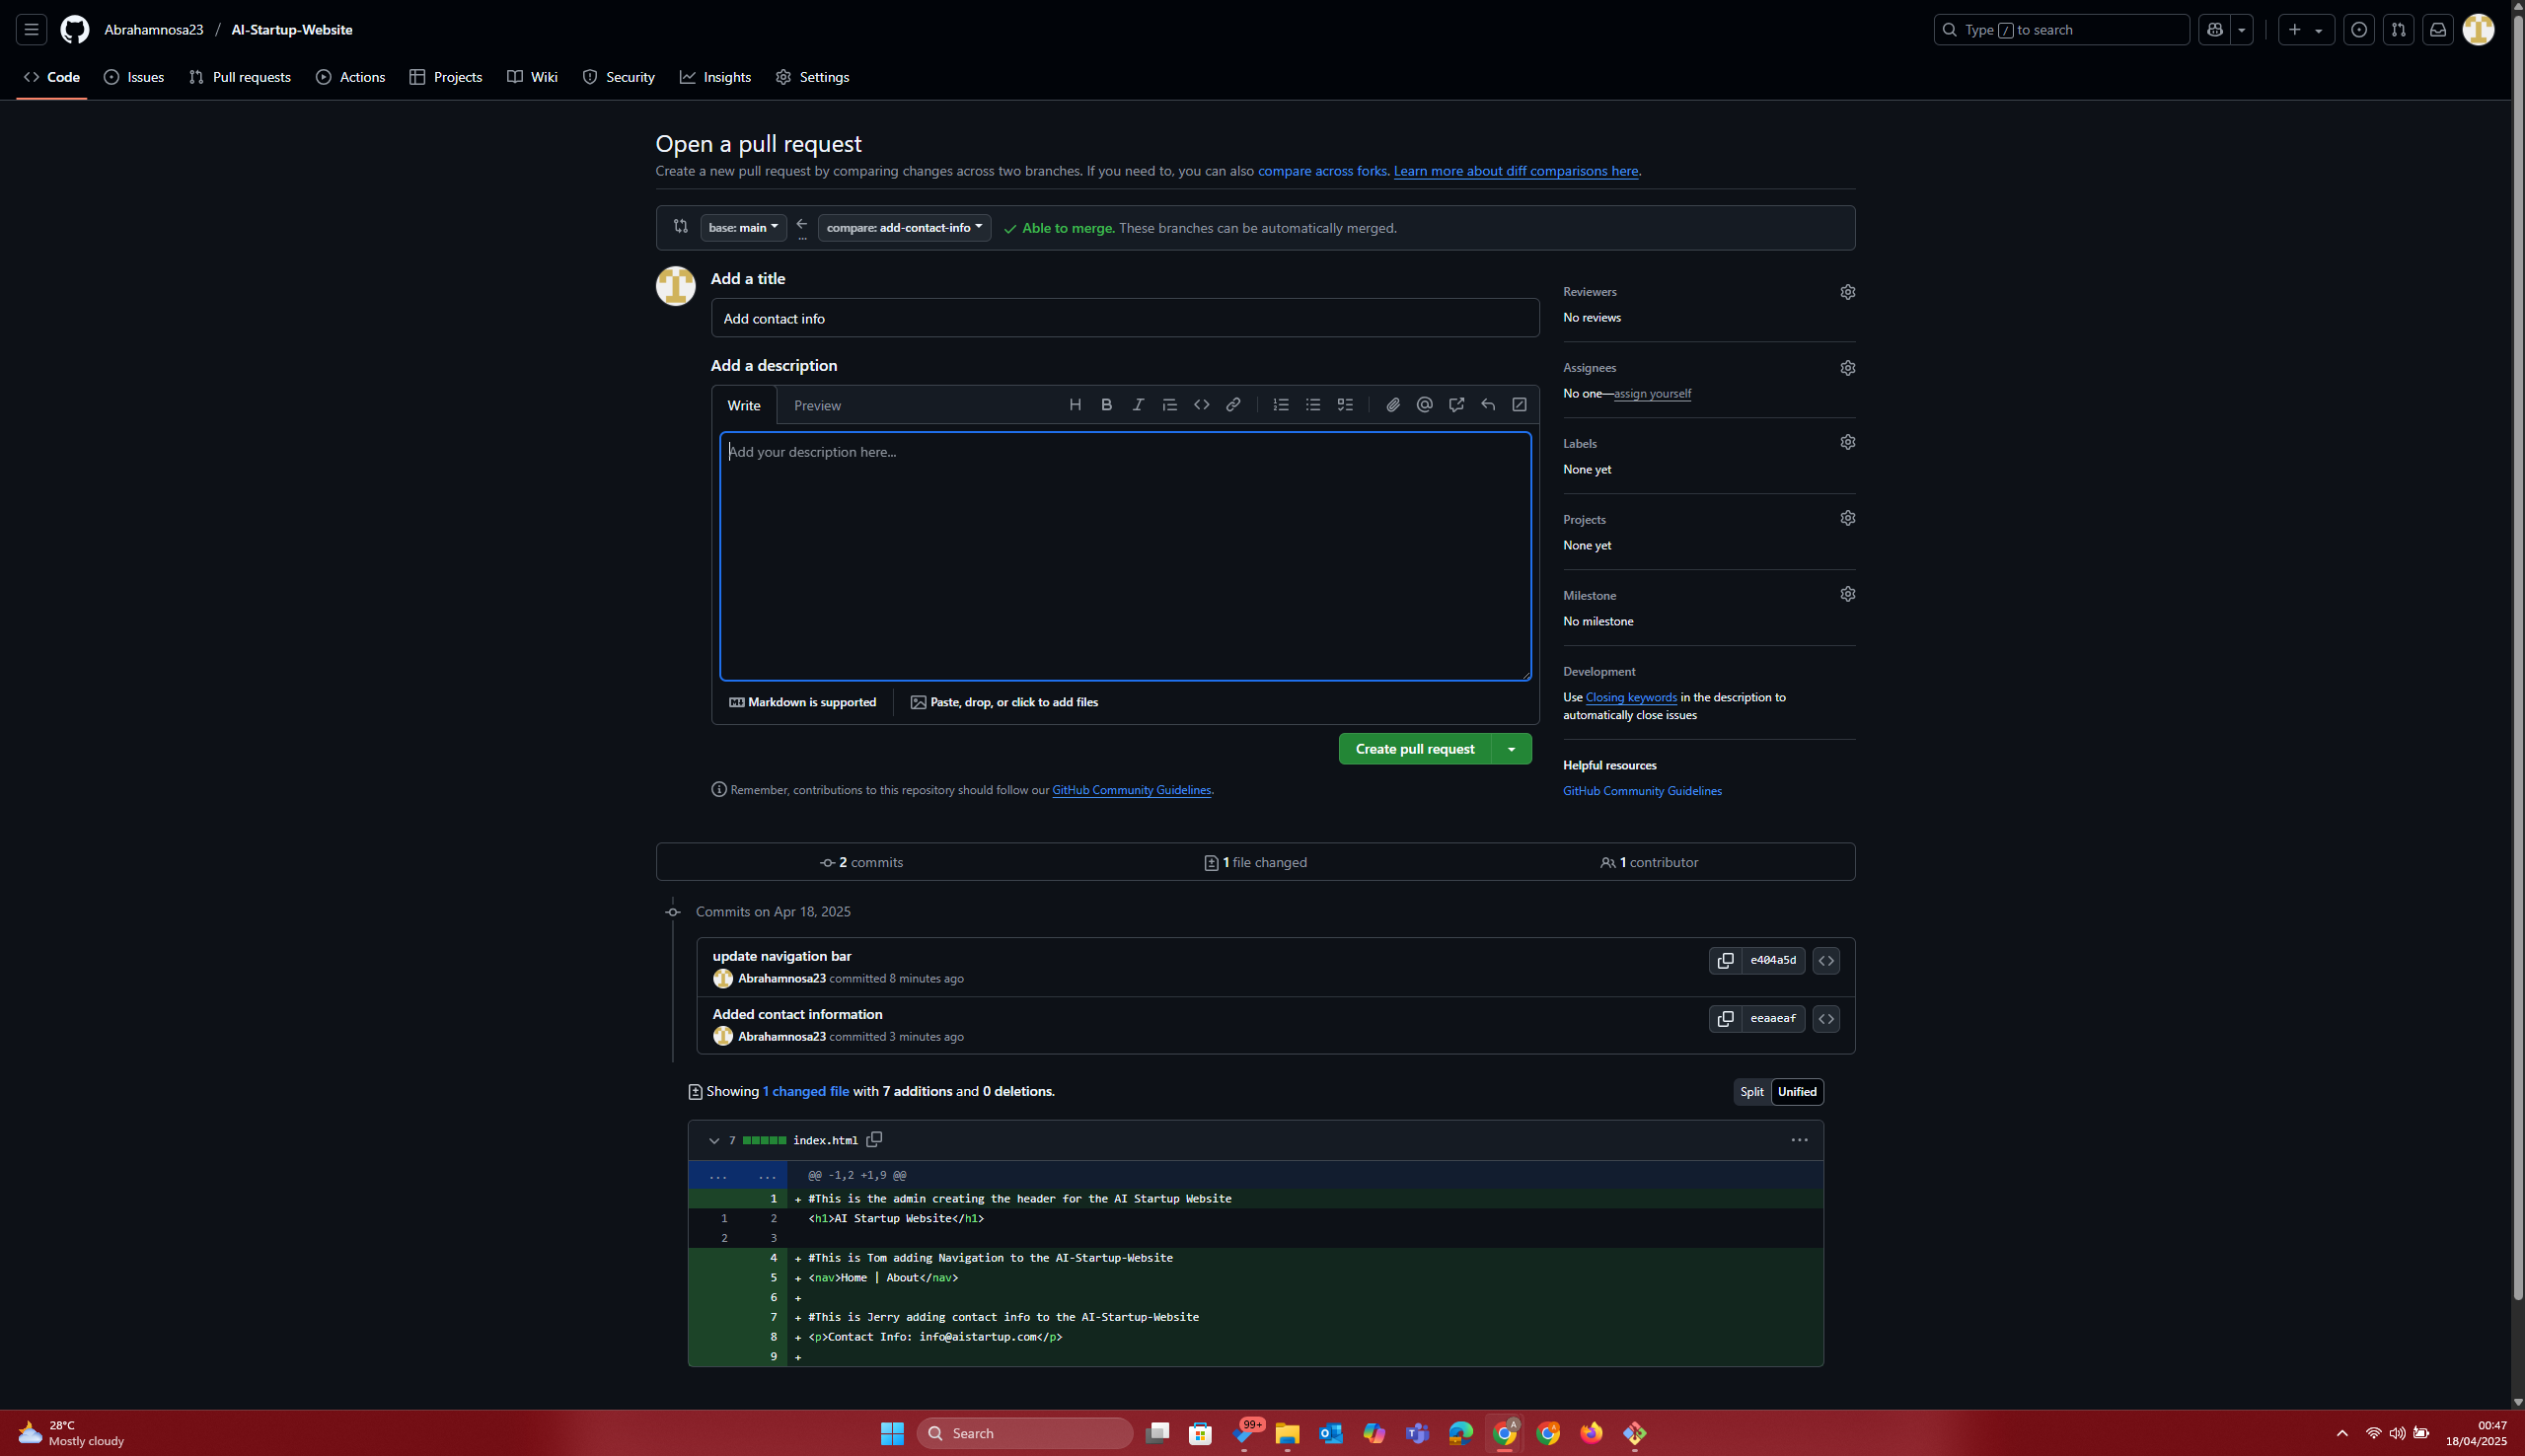 Abrahamnosa23 / AI-Startup-Website
Type / to search
Code Issues Pull requests Actions Projects Wiki Security Insights Settings
Open a pull request
Create a new pull request by comparing changes across two branches. If you need to, you can also compare across forks. Learn more about diff comparisons here.
base: main ← compare: add-contact-info Able to merge. These branches can be automatically merged.
...
Add a title
Add contact info
Add a description
Write Preview
Add your description here...
Markdown is supported Paste, drop, or click to add files
Create pull request
Remember, contributions to this repository should follow our GitHub Community Guidelines.
Reviewers
No reviews
Assignees
No one—assign yourself
Labels
None yet
Projects
None yet
Milestone
No milestone
Development
Use Closing keywords in the description to
automatically close issues
Helpful resources
GitHub Community Guidelines
2 commits 1 file changed 1 contributor
Commits on Apr 18, 2025
update navigation bar
Abrahamnosa23 committed 8 minutes ago
e404a5d
Added contact information
Abrahamnosa23 committed 3 minutes ago
eeaaeaf
Showing 1 changed file with 7 additions and 0 deletions.
Split Unified
7 index.html
... ... @@ -1,2 +1,9 @@
1 + #This is the admin creating the header for the AI Startup Website
1 2 <h1>AI Startup Website</h1>
2 3
4 + #This is Tom adding Navigation to the AI-Startup-Website
5 + <nav>Home | About</nav>
6 +
7 + #This is Jerry adding contact info to the AI-Startup-Website
8 + <p>Contact Info: info@aistartup.com</p>
9 +
28°C
Mostly cloudy
Search
99+
A
00:47
18/04/2025